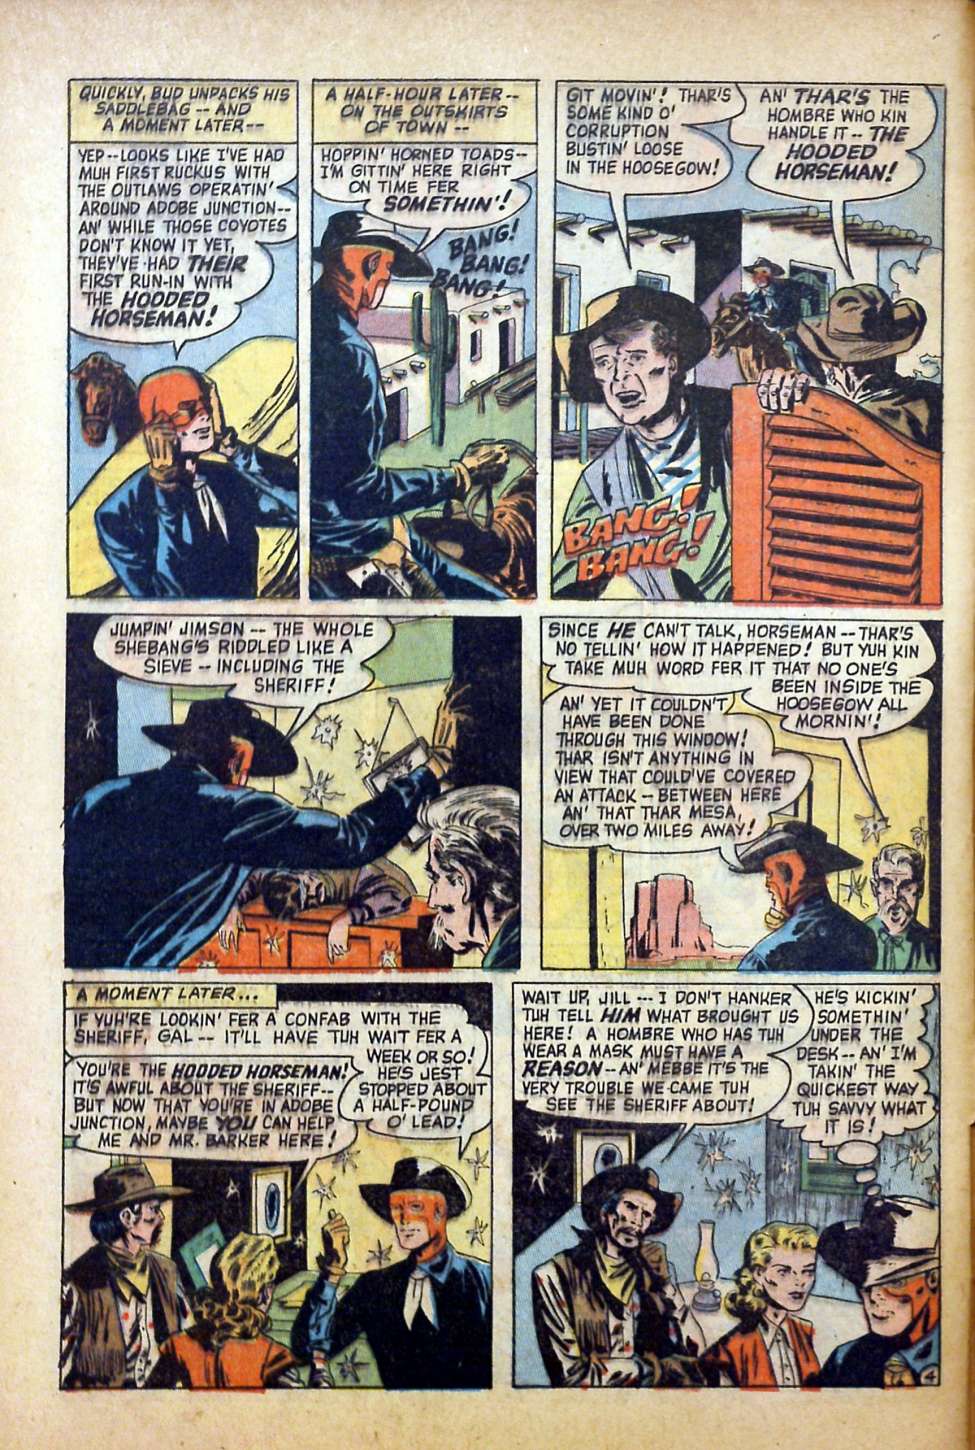 QUICKLY, BUD UNPACKS HIS
SADDLEBAG -- AND
A MOMENT LATER --
YEP -- LOOKS LIKE I'VE HAD
MUH FIRST RUCKUS WITH
THE OUTLAWS OPERATIN'
AROUND ADOBE JUNCTION --
AN' WHILE THOSE COYOTES
DON'T KNOW IT YET,
THEY'VE HAD THEIR
FIRST RUN-IN WITH
THE HOODED
HORSEMAN!
A HALF-HOUR LATER --
ON THE OUTSKIRTS
OF TOWN --
HOPPIN' HORNED TOADS --
I'M GITTIN' HERE RIGHT
ON TIME FER
SOMETHIN'!
BANG!
BANG!
BANG!
GIT MOVIN'! THAR'S
SOME KIND O'
CORRUPTION
BUSTIN' LOOSE
IN THE HOOSEGOW!
AN' THAR'S THE
HOMBRE WHO KIN
HANDLE IT -- THE
HOODED
HORSEMAN!
BANG!
BANG!
JUMPIN' JIMSON -- THE WHOLE
SHEBANG'S RIDDLED LIKE A
SIEVE -- INCLUDING THE
SHERIFF!
SINCE HE CAN'T TALK, HORSEMAN -- THAR'S
NO TELLIN' HOW IT HAPPENED! BUT YUH KIN
TAKE MUH WORD FER IT THAT NO ONE'S
BEEN INSIDE THE
HOOSEGOW ALL
MORNIN'!
AN' YET IT COULDN'T
HAVE BEEN DONE
THROUGH THIS WINDOW!
THAR ISN'T ANYTHING IN
VIEW THAT COULD'VE COVERED
AN ATTACK -- BETWEEN HERE
AN' THAT THAR MESA,
OVER TWO MILES AWAY!
A MOMENT LATER...
IF YUH'RE LOOKIN' FER A CONFAB WITH THE
SHERIFF, GAL -- IT'LL HAVE TUH WAIT FER A
WEEK OR SO!
HE'S JEST
STOPPED ABOUT
A HALF-POUND
O' LEAD!
YOU'RE THE HOODED HORSEMAN!
IT'S AWFUL ABOUT THE SHERIFF --
BUT NOW THAT YOU'RE IN ADOBE
JUNCTION, MAYBE YOU CAN HELP
ME AND MR. BARKER HERE!
WAIT UP, JILL --- I DON'T HANKER
TUH TELL HIM WHAT BROUGHT US
HERE! A HOMBRE WHO HAS TUH
WEAR A MASK MUST HAVE A
REASON -- AN' MEBBE IT'S THE
VERY TROUBLE WE CAME TUH
SEE THE SHERIFF ABOUT!
HE'S KICKIN'
SOMETHIN'
UNDER THE
DESK -- AN' I'M
TAKIN' THE
QUICKEST WAY
TUH SAVVY WHAT
IT IS!
4